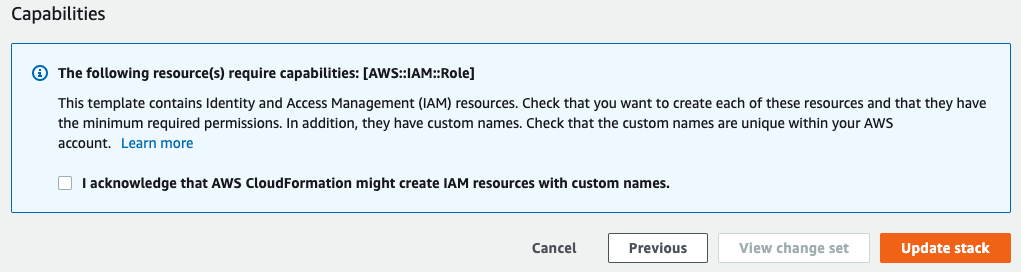 Capabilities
The following resource(s) require capabilities: [AWS::IAM::Role]
This template contains Identity and Access Management (IAM) resources. Check that you want to create each of these resources and that they have
the minimum required permissions. In addition, they have custom names. Check that the custom names are unique within your AWS
account. Learn more
I acknowledge that AWS CloudFormation might create IAM resources with custom names.
Cancel Previous View change set Update stack